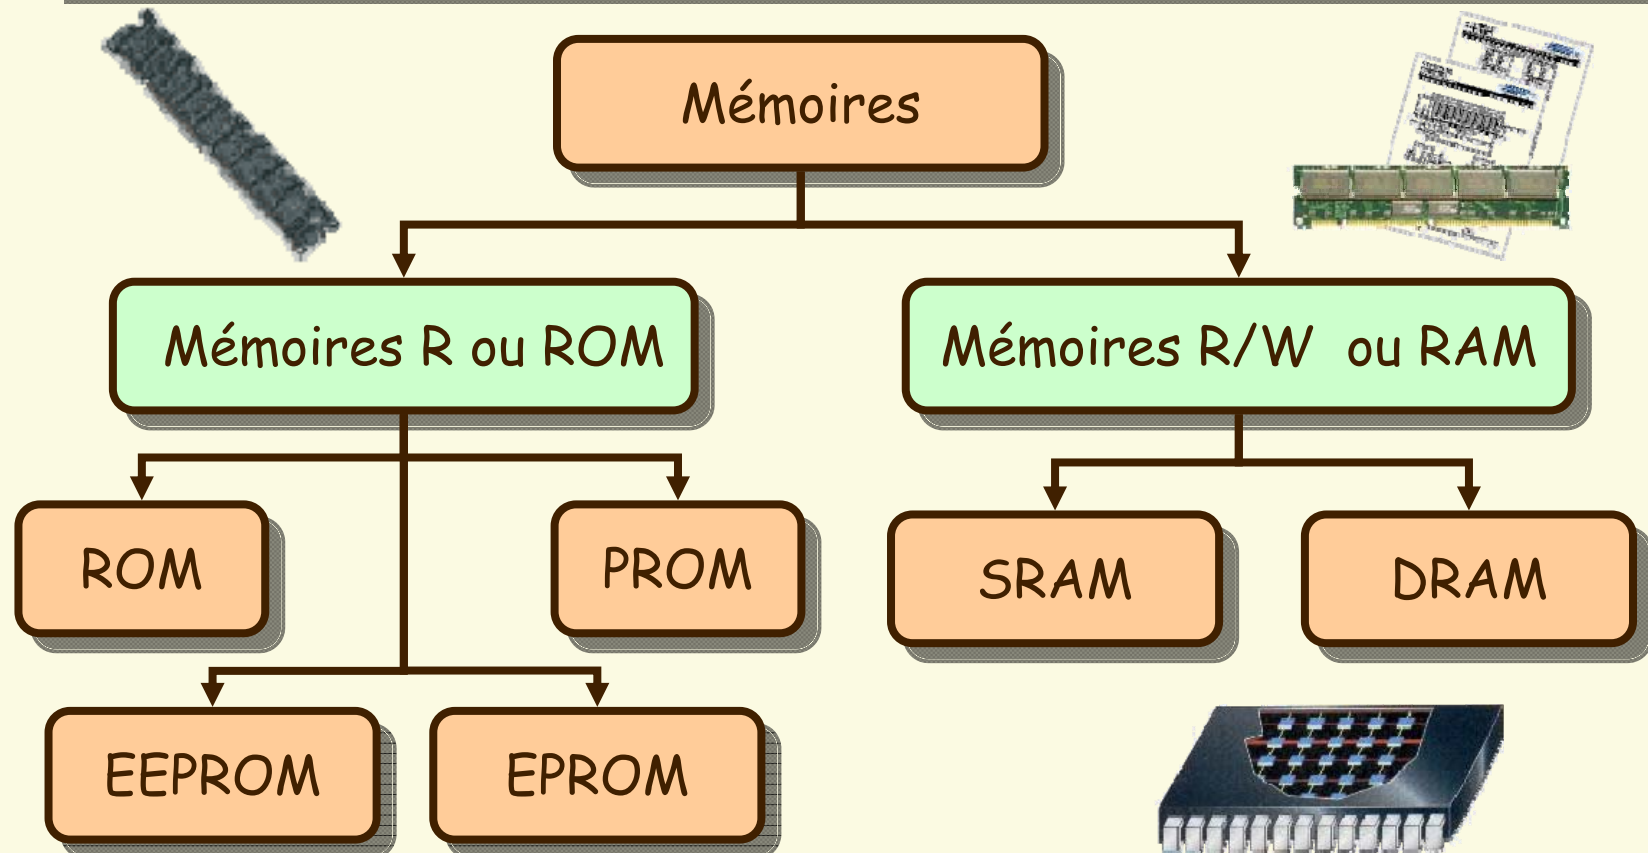 Mémoires
Mémoires R ou ROM
Mémoires R/W ou RAM
ROM
PROM
SRAM
DRAM
EEPROM
EPROM